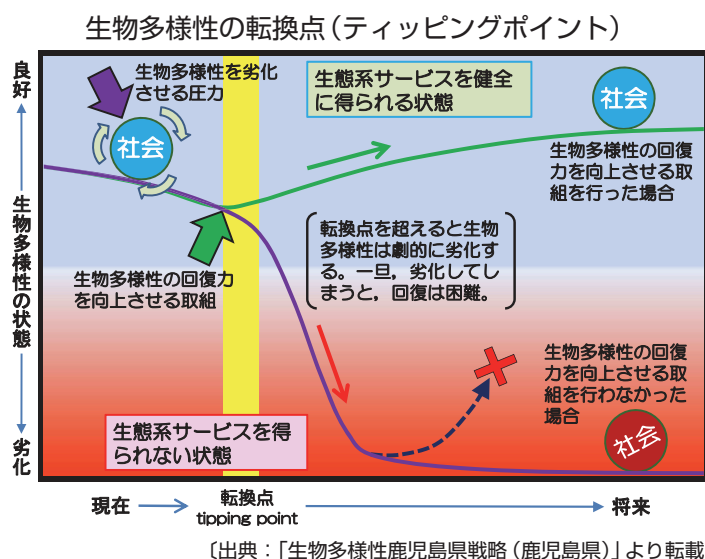 生物多様性の転換点（ティッピングポイント）
良好
生物多様性の状態
劣化
生物多様性を劣化
させる圧力
社会
生態系サービスを健全
に得られる状態
社会
生物多様性の回復
力を向上させる取
組を行った場合
転換点を超えると生物
多様性は劇的に劣化す
る。一旦，劣化してし
まうと，回復は困難。
生物多様性の回復力
を向上させる取組
生物多様性の回復
力を向上させる取
組を行わなかった
場合
生態系サービスを得
られない状態
社会
現在
転換点
tipping point
将来
〔出典：「生物多様性鹿児島県戦略（鹿児島県）」より転載